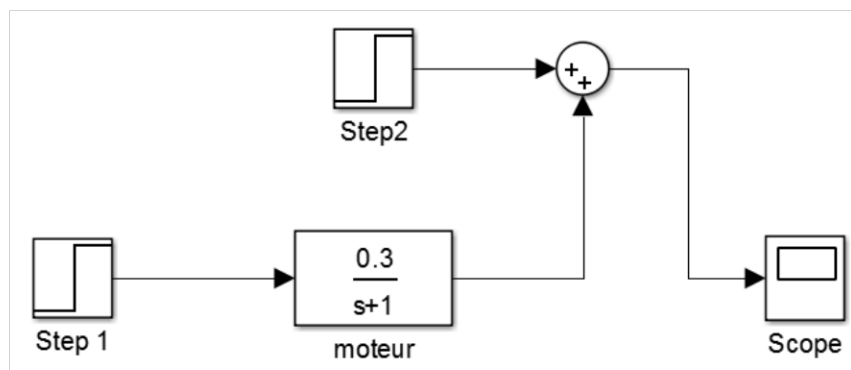 +
+
Step2
0.3
s+1
Step 1
moteur
Scope